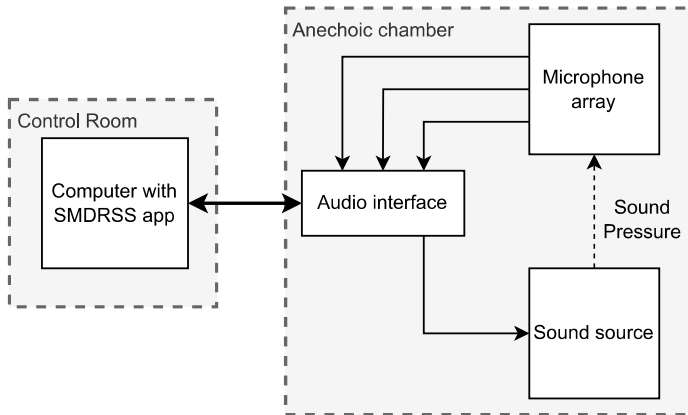 Anechoic chamber
Microphone
array
Control Room
Computer with
SMDRSS app
Audio interface
Sound
Pressure
Sound source